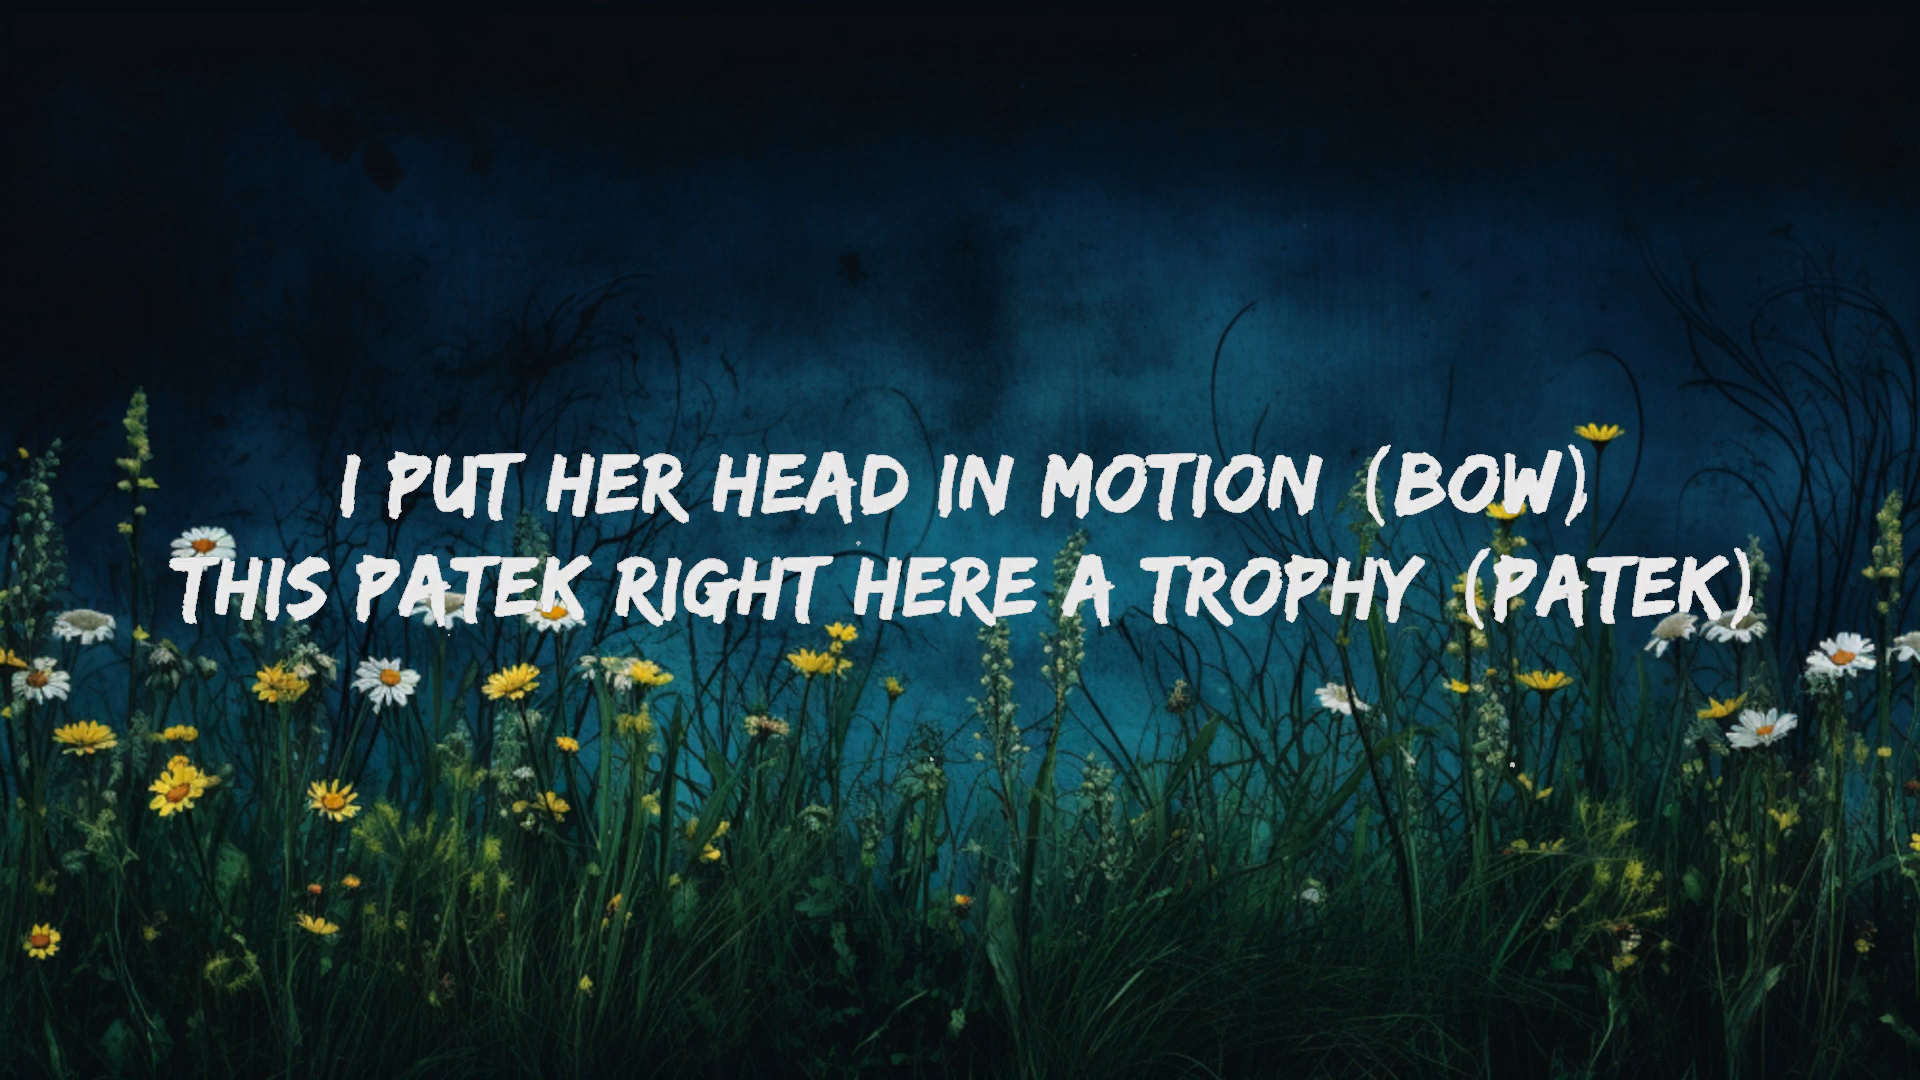 I PUT HER HEAD IN MOTION (BOW)
THIS PATEK RIGHT HERE A TROPHY (PATEK)